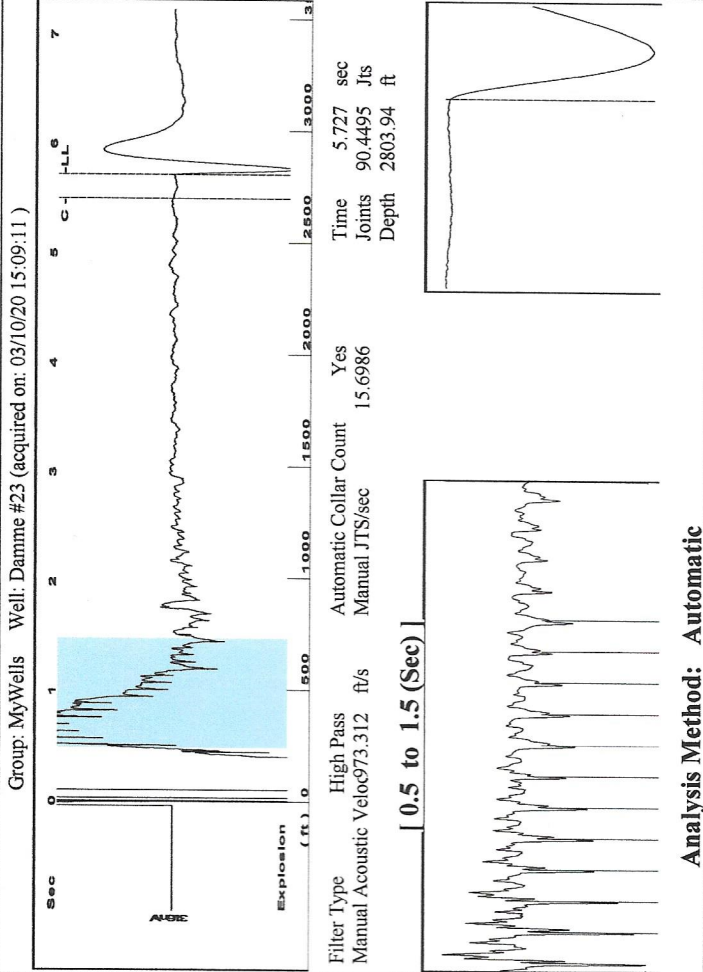 Group: MyWells Well: Damme #23 (acquired on: 03/10/20 15:09:11 )
Sec 0 1 2 3 4 5 6 7
C -
-LL
Explosion
(ft) 0 500 1000 1500 2000 2500 3000 3
Filter Type High Pass Automatic Collar Count Yes Time 5.727 sec
Manual Acoustic Veloc973.312 ft/s Manual JTS/sec 15.6986 Joints 90.4495 Jts
Depth 2803.94 ft
[ 0.5 to 1.5 (Sec) ]
Analysis Method: Automatic